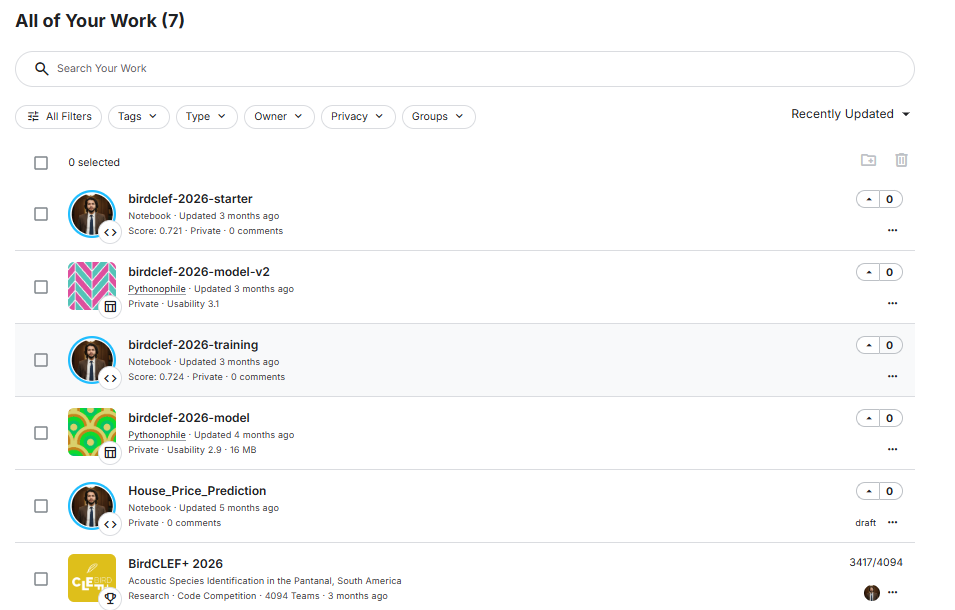 All of Your Work (7)
Search Your Work
All Filters
Tags
Type
Owner
Privacy
Groups
Recently Updated
0 selected
birdclef-2026-starter
0
Notebook · Updated 3 months ago
Score: 0.721 · Private · 0 comments
birdclef-2026-model-v2
0
Pythonophile · Updated 3 months ago
Private · Usability 3.1
birdclef-2026-training
0
Notebook · Updated 3 months ago
Score: 0.724 · Private · 0 comments
birdclef-2026-model
0
Pythonophile · Updated 4 months ago
Private · Usability 2.9 · 16 MB
House_Price_Prediction
0
Notebook · Updated 5 months ago
Private · 0 comments
draft
BirdCLEF+ 2026
3417/4094
Acoustic Species Identification in the Pantanal, South America
Research · Code Competition · 4094 Teams · 3 months ago